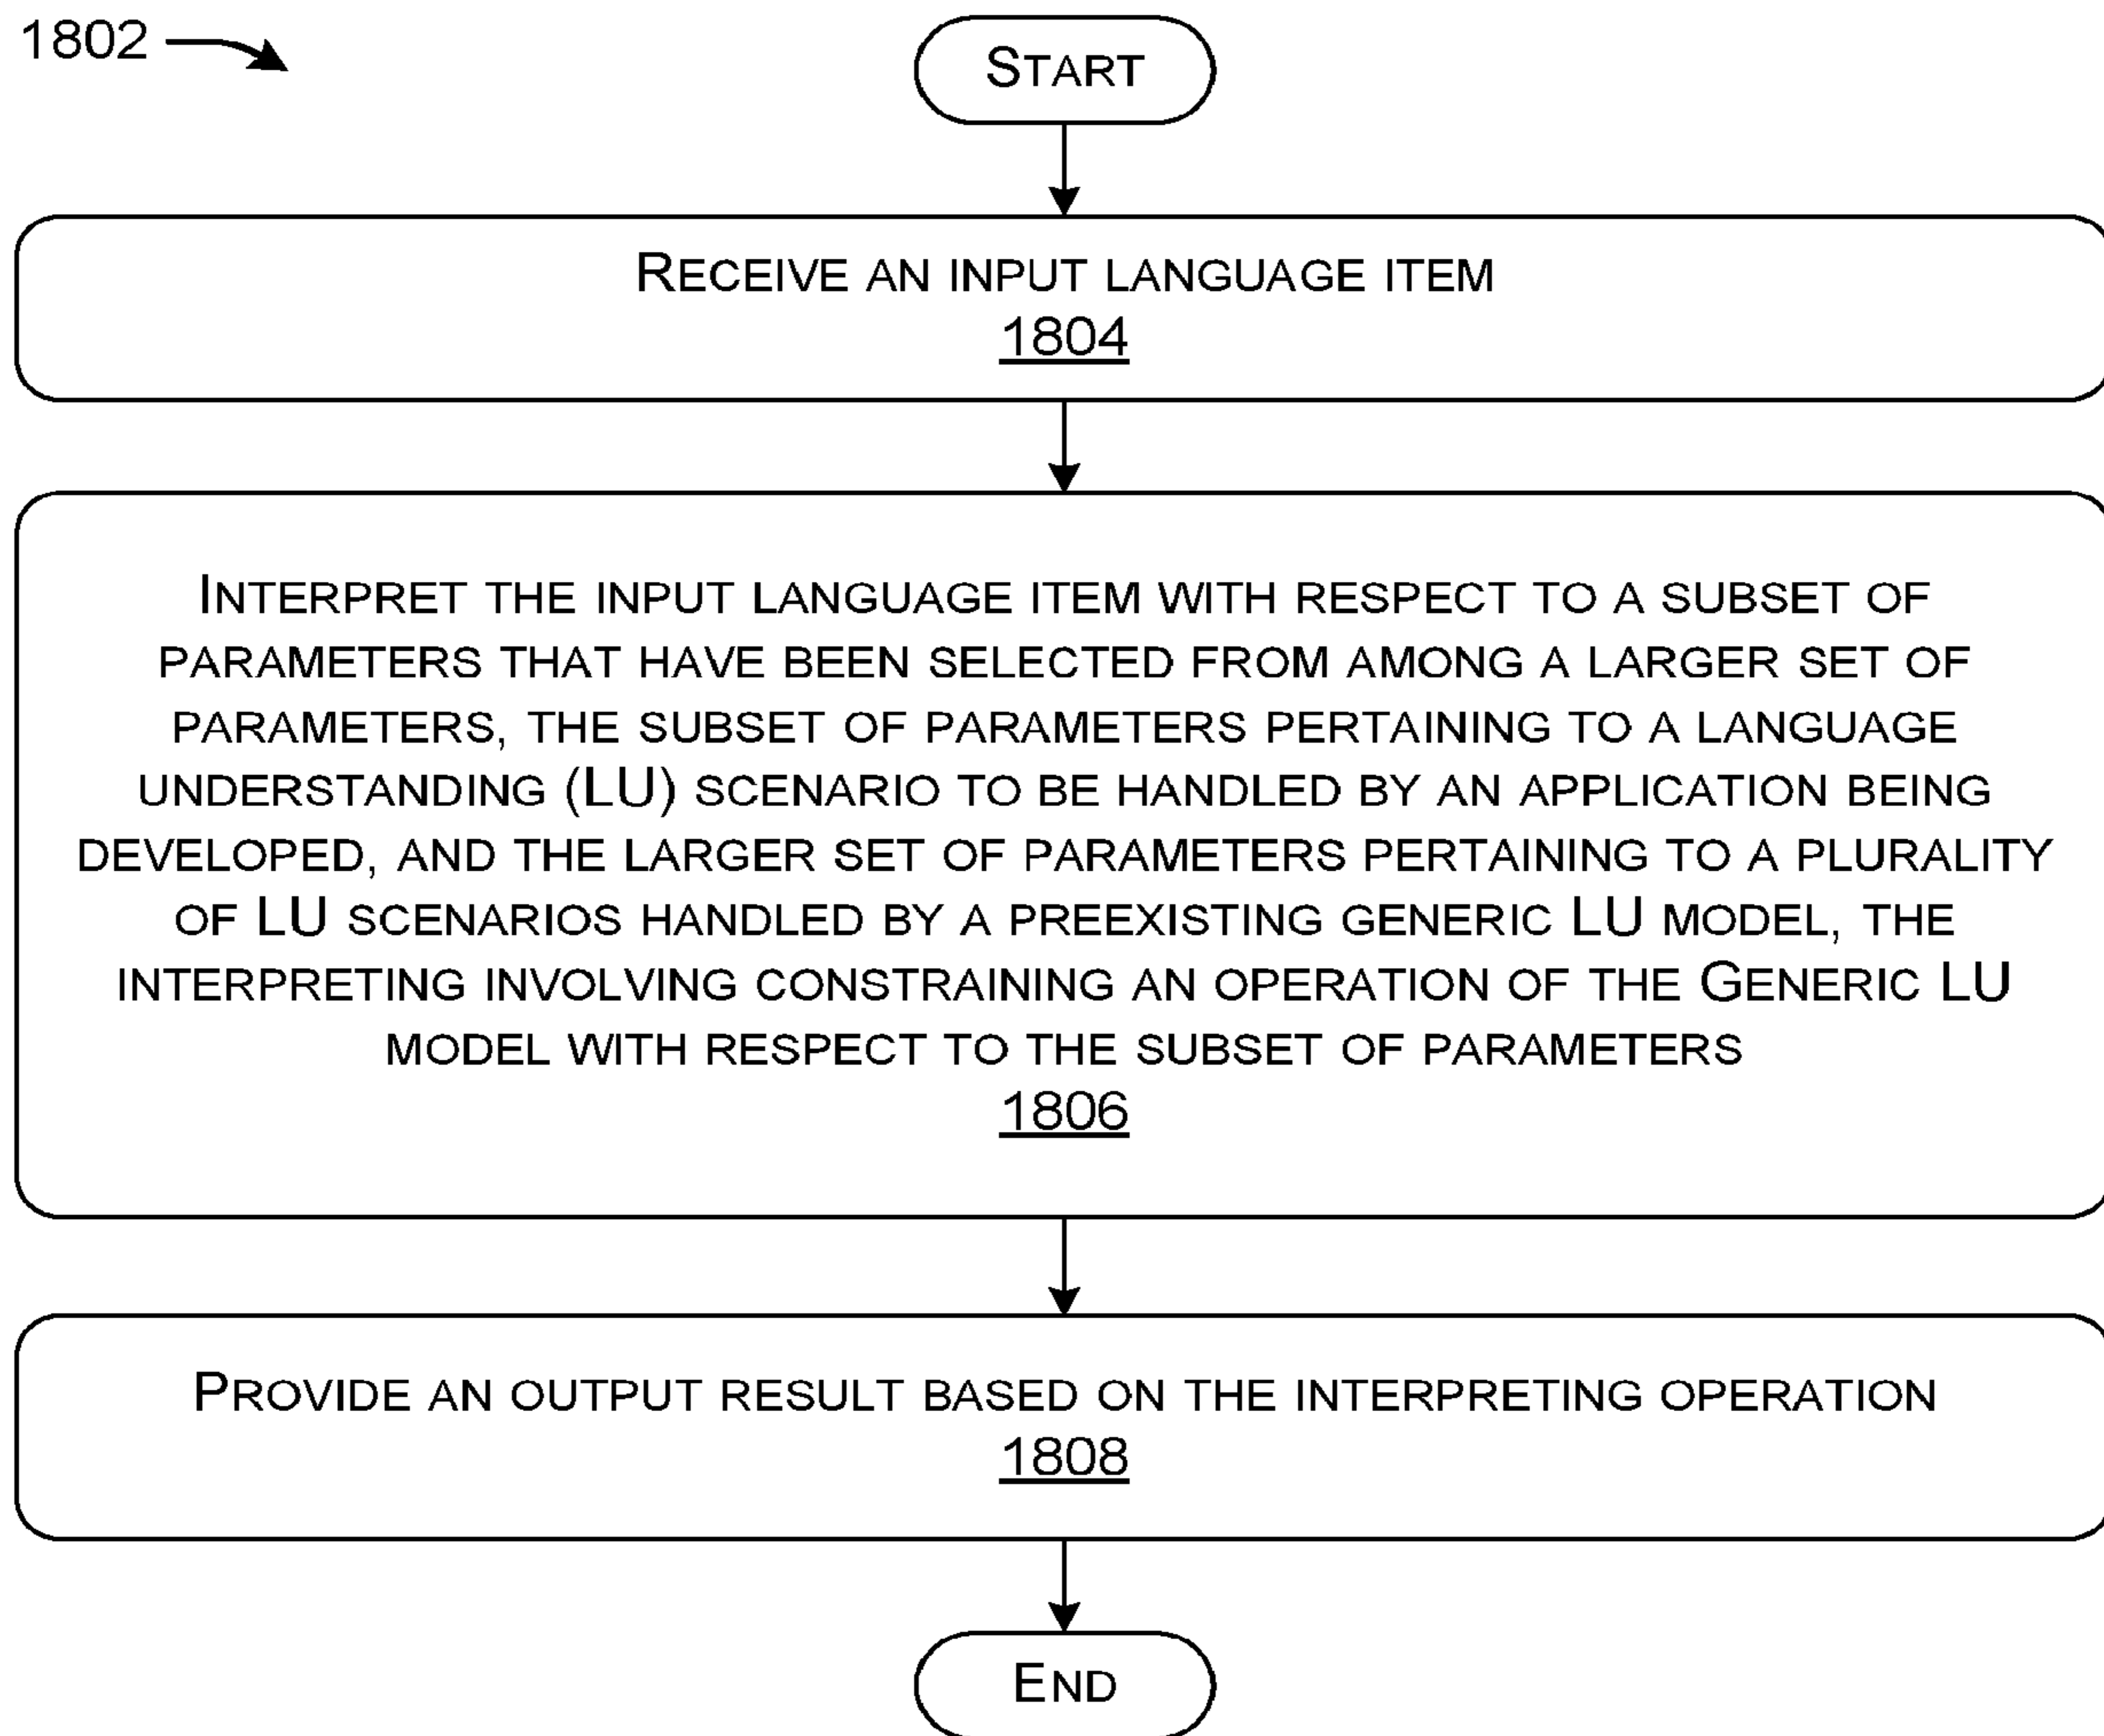 1802
START
RECEIVE AN INPUT LANGUAGE ITEM
1804
INTERPRET THE INPUT LANGUAGE ITEM WITH RESPECT TO A SUBSET OF
PARAMETERS THAT HAVE BEEN SELECTED FROM AMONG A LARGER SET OF
PARAMETERS, THE SUBSET OF PARAMETERS PERTAINING TO A LANGUAGE
UNDERSTANDING (LU) SCENARIO TO BE HANDLED BY AN APPLICATION BEING
DEVELOPED, AND THE LARGER SET OF PARAMETERS PERTAINING TO A PLURALITY
OF LU SCENARIOS HANDLED BY A PREEXISTING GENERIC LU MODEL, THE
INTERPRETING INVOLVING CONSTRAINING AN OPERATION OF THE GENERIC LU
MODEL WITH RESPECT TO THE SUBSET OF PARAMETERS
1806
PROVIDE AN OUTPUT RESULT BASED ON THE INTERPRETING OPERATION
1808
END